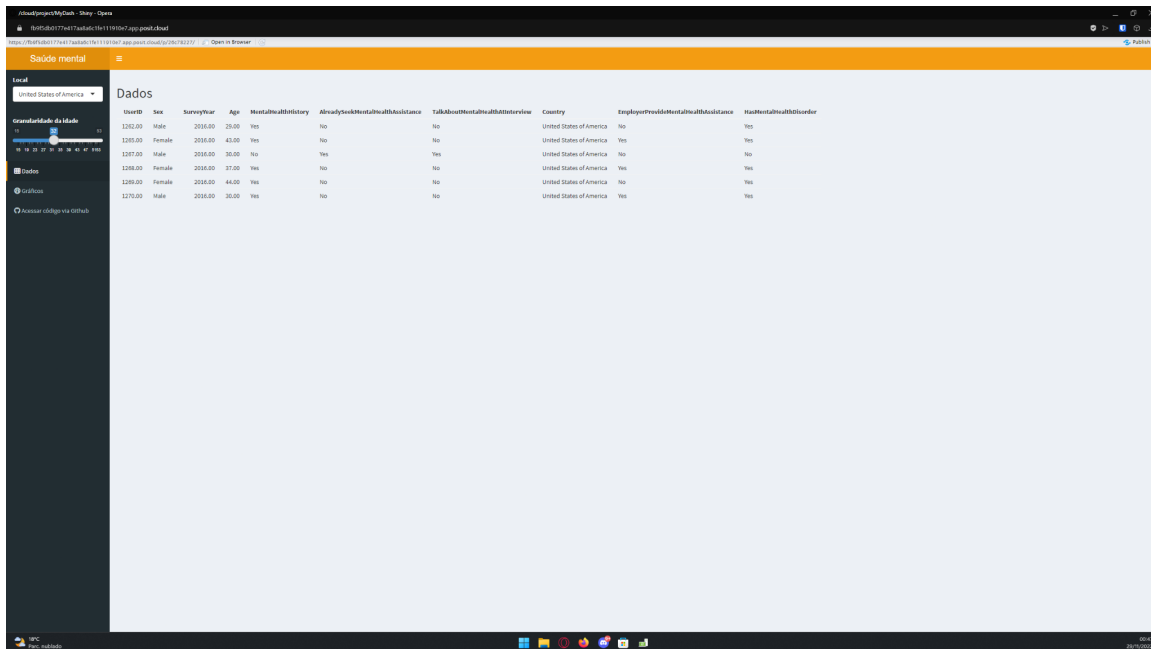 /cloud/project/MyDash - Shiny - Opera
fb9f5db0177e417aa8a6c1fe111910e7.app.posit.cloud
Open in Browser
Publish
Saúde mental
Local
United States of America
Granularidade da idade
32
Dados
Gráficos
Acessar código via Github
Dados
UserID Sex SurveyYear Age MentalHealthHistory AlreadySeekMentalHealthAssistance TalkAboutMentalHealthAtInterview Country EmployerProvideMentalHealthAssistance HasMentalHealthDisorder
1262.00 Male 2016.00 29.00 Yes No No United States of America No Yes
1265.00 Female 2016.00 43.00 Yes No No United States of America Yes Yes
1267.00 Male 2016.00 30.00 No Yes Yes United States of America No No
1268.00 Female 2016.00 37.00 Yes No No United States of America Yes Yes
1269.00 Female 2016.00 44.00 Yes No No United States of America No Yes
1270.00 Male 2016.00 30.00 Yes No No United States of America Yes Yes
18°C
Parc. nublado